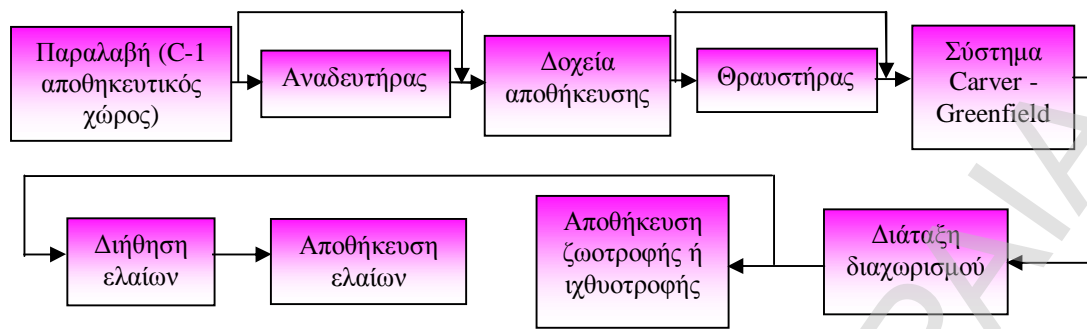 Παραλαβή (C-1
αποθηκευτικός
χώρος)
Αναδευτήρας
Δοχεία
αποθήκευσης
Θραυστήρας
Σύστημα
Carver -
Greenfield
Διήθηση
ελαίων
Αποθήκευση
ελαίων
Αποθήκευση
ζωοτροφής ή
ιχθυοτροφής
Διάταξη
διαχωρισμού